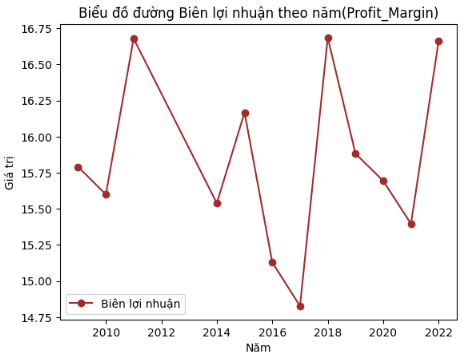 Biểu đồ đường Biên lợi nhuận theo năm(Profit_Margin)
16.75
16.50
16.25
16.00
15.75
15.50
15.25
15.00
14.75
Giá trị
Biên lợi nhuận
2010 2012 2014 2016 2018 2020 2022
Năm